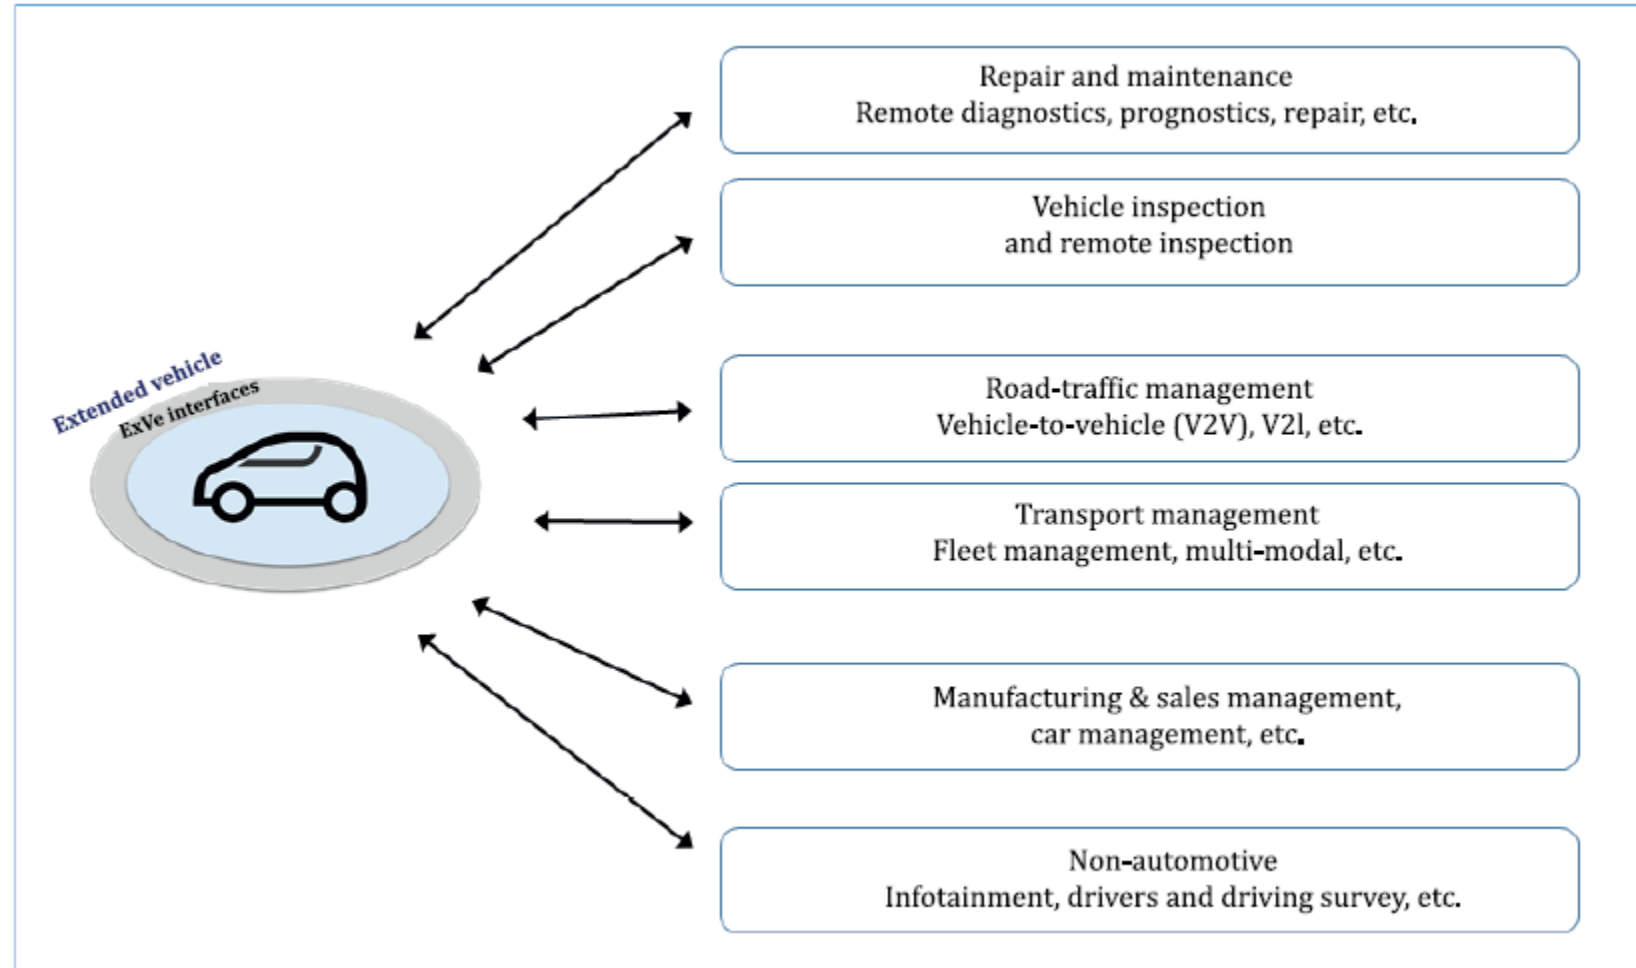 Repair and maintenance
Remote diagnostics, prognostics, repair, etc.
Vehicle inspection
and remote inspection
Extended vehicle
ExVe interfaces
Road-traffic management
Vehicle-to-vehicle (V2V), V2l, etc.
Transport management
Fleet management, multi-modal, etc.
Manufacturing & sales management,
car management, etc.
Non-automotive
Infotainment, drivers and driving survey, etc.